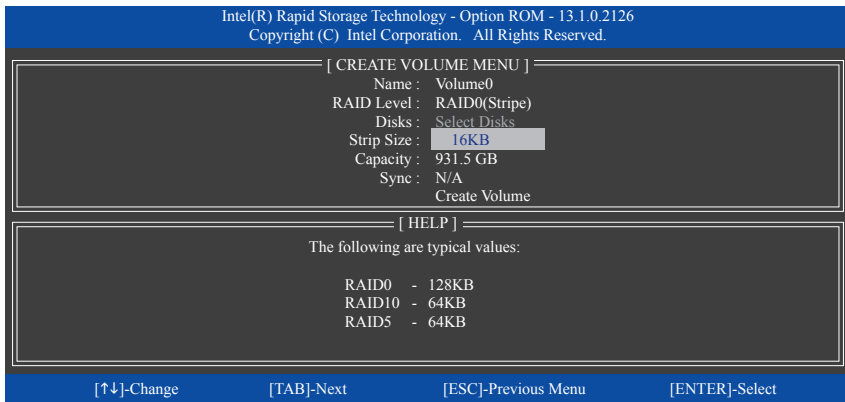 Intel(R) Rapid Storage Technology - Option ROM - 13.1.0.2126
Copyright (C) Intel Corporation. All Rights Reserved.
[ CREATE VOLUME MENU ]
Name : Volume0
RAID Level : RAID0(Stripe)
Disks : Select Disks
Strip Size : 16KB
Capacity : 931.5 GB
Sync : N/A
Create Volume
[ HELP ]
The following are typical values:
RAID0 - 128KB
RAID10 - 64KB
RAID5 - 64KB
[↑↓]-Change [TAB]-Next [ESC]-Previous Menu [ENTER]-Select